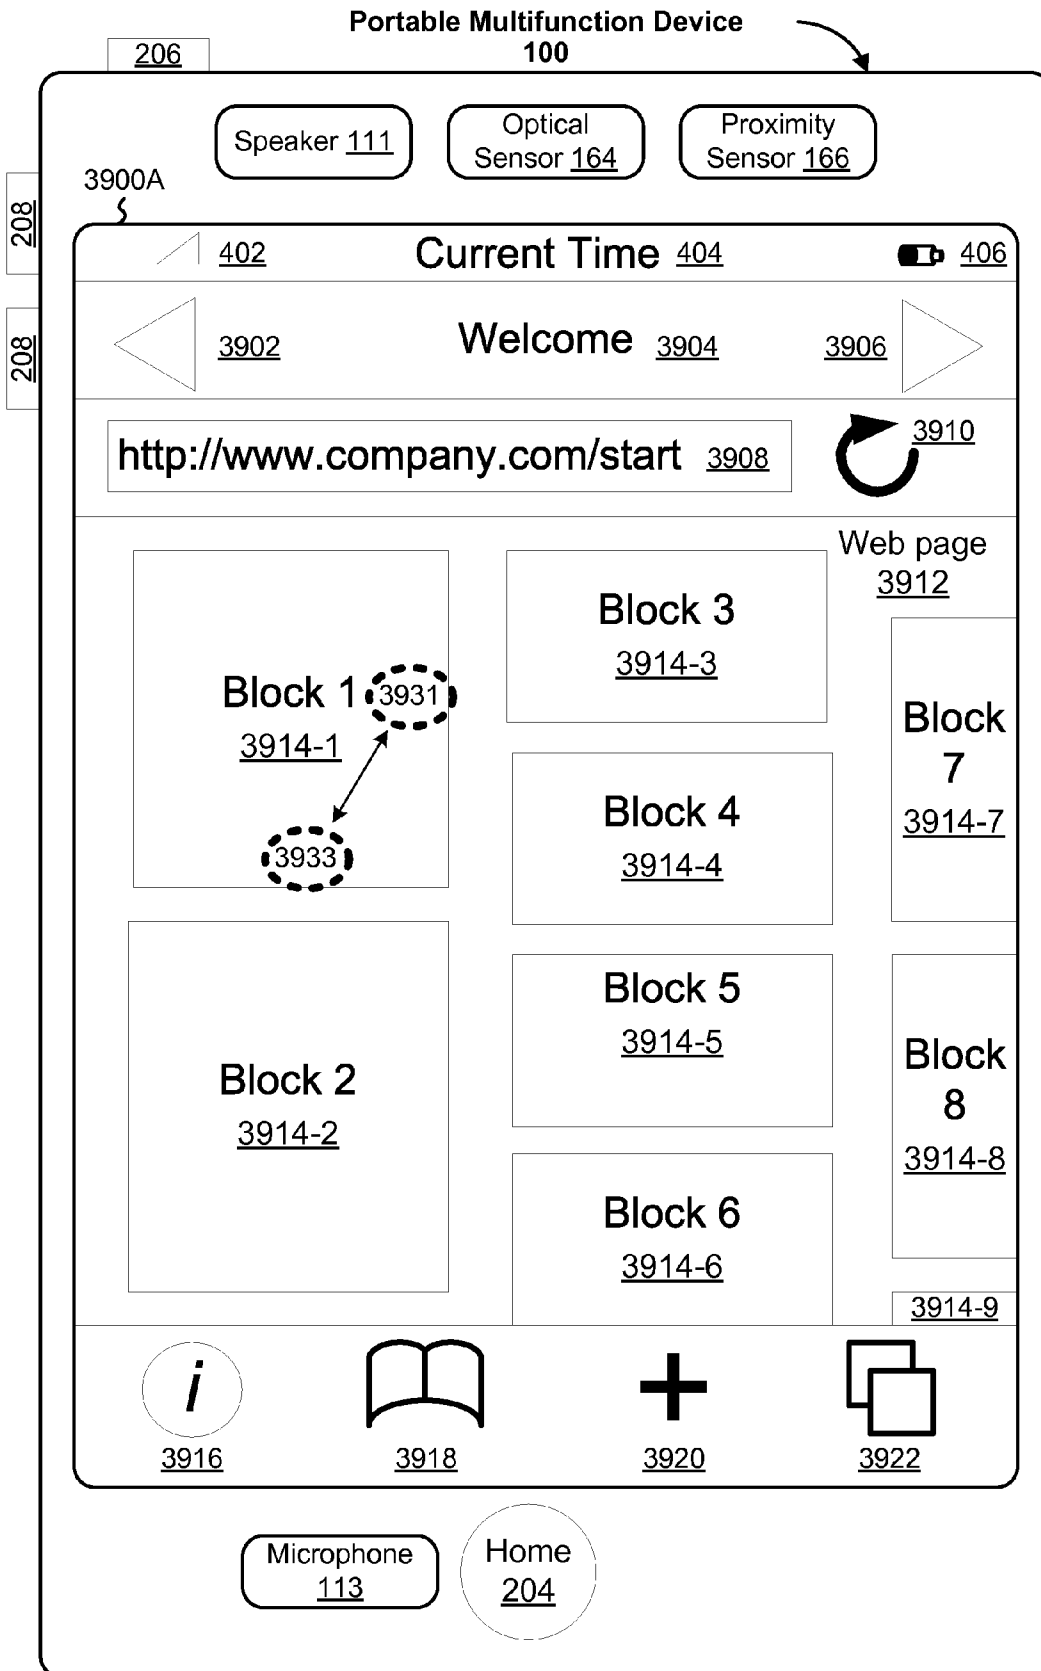 Portable Multifunction Device
100
206
Speaker 111
Optical
Sensor 164
Proximity
Sensor 166
3900A
208
208
402
Current Time 404
406
3902
Welcome 3904
3906
http://www.company.com/start 3908
3910
Web page
3912
Block 1
3914-1
3931
3933
Block 2
3914-2
Block 3
3914-3
Block 4
3914-4
Block 5
3914-5
Block 6
3914-6
Block
7
3914-7
Block
8
3914-8
3914-9
i
3916
3918
3920
3922
Microphone
113
Home
204